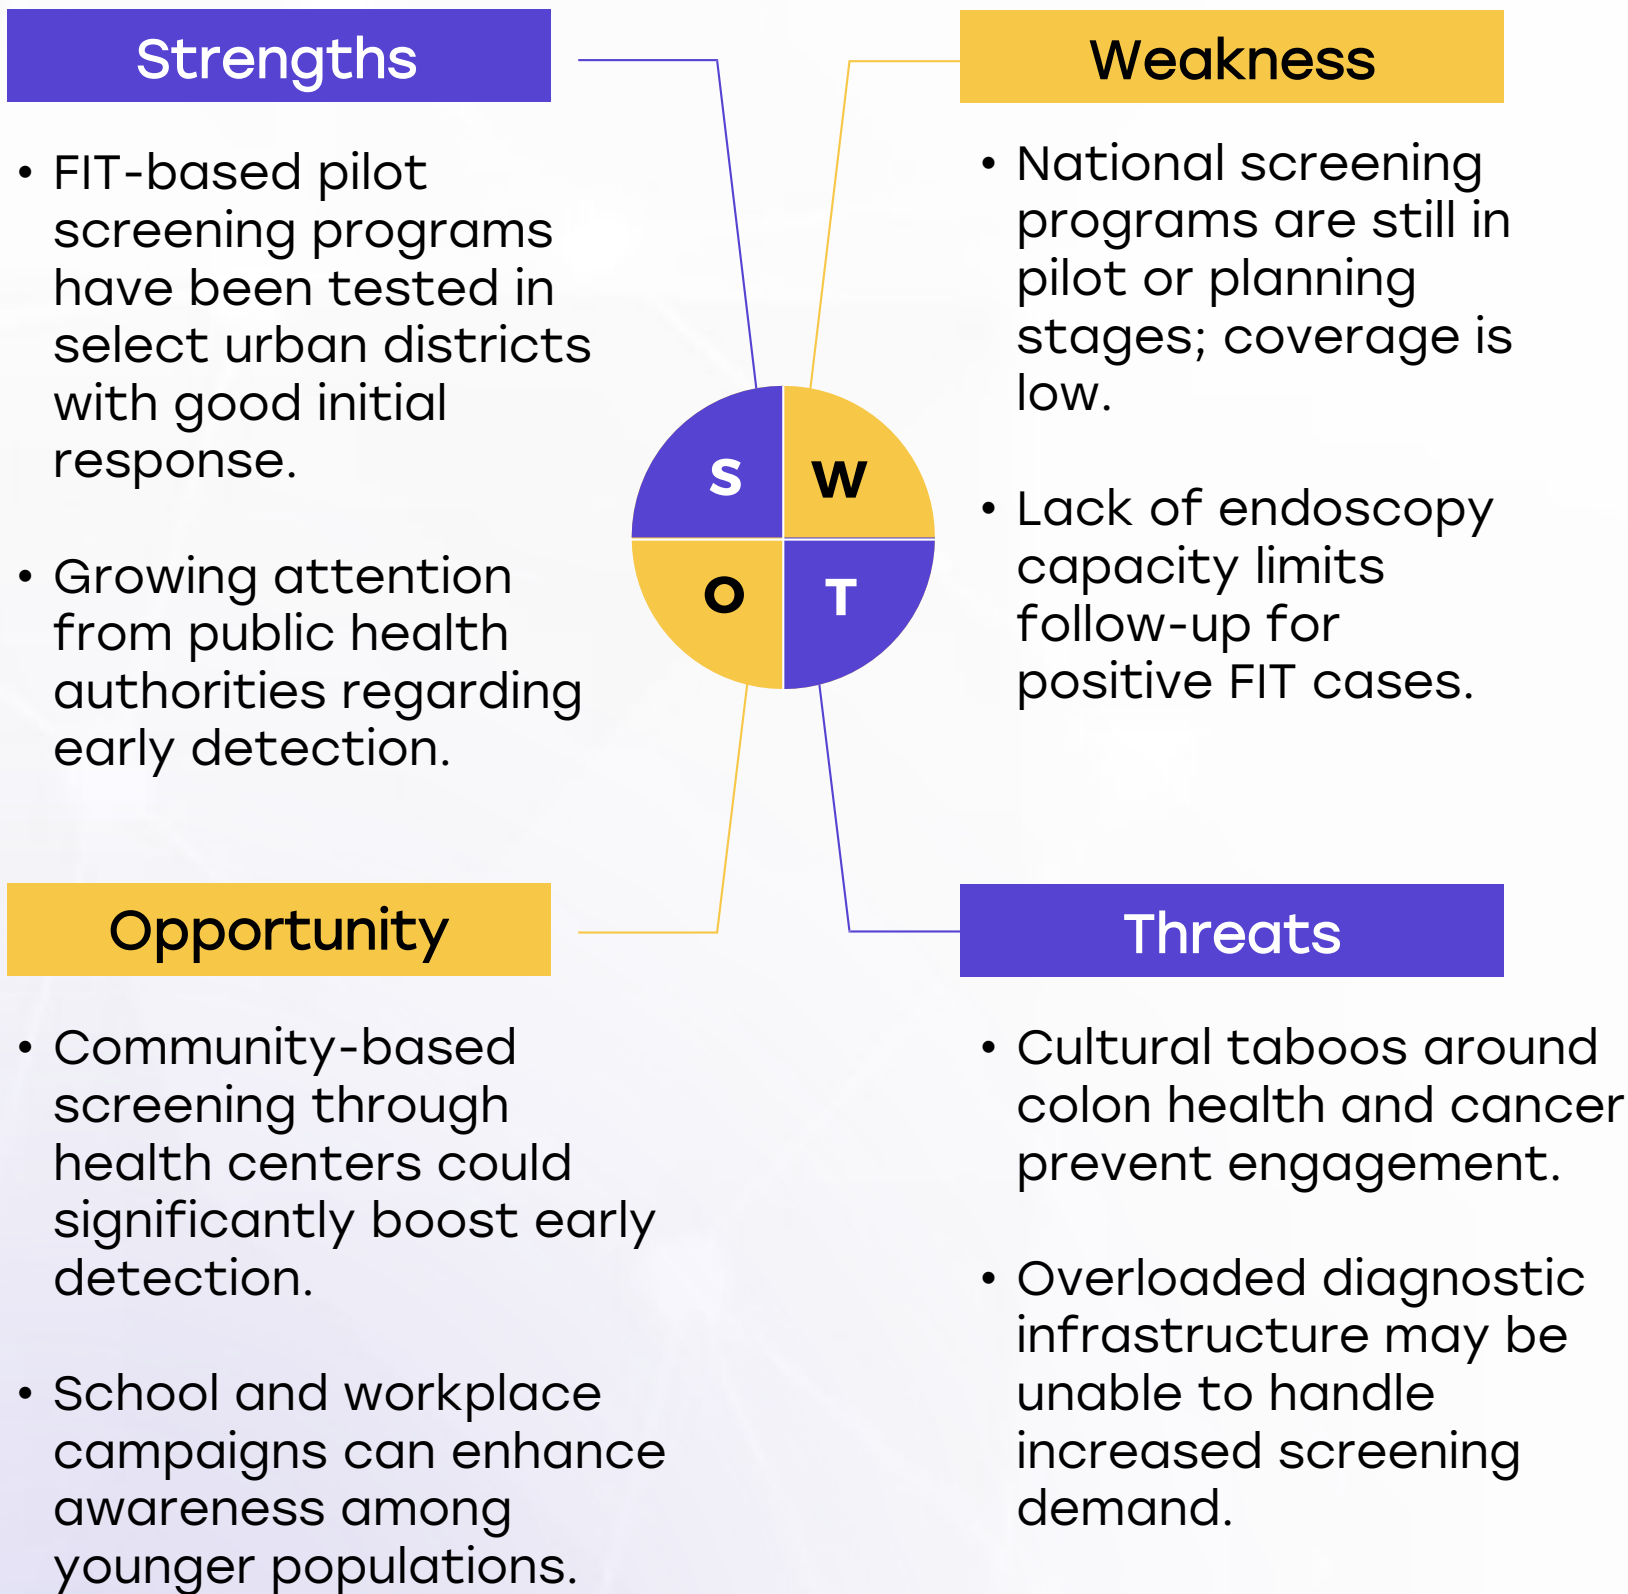 Strengths
• FIT-based pilot
screening programs
have been tested in
select urban districts
with good initial
response.
• Growing attention
from public health
authorities regarding
early detection.
Weakness
• National screening
programs are still in
pilot or planning
stages; coverage is
low.
• Lack of endoscopy
capacity limits
follow-up for
positive FIT cases.
S
W
O
T
Opportunity
• Community-based
screening through
health centers could
significantly boost early
detection.
• School and workplace
campaigns can enhance
awareness among
younger populations.
Threats
• Cultural taboos around
colon health and cancer
prevent engagement.
• Overloaded diagnostic
infrastructure may be
unable to handle
increased screening
demand.